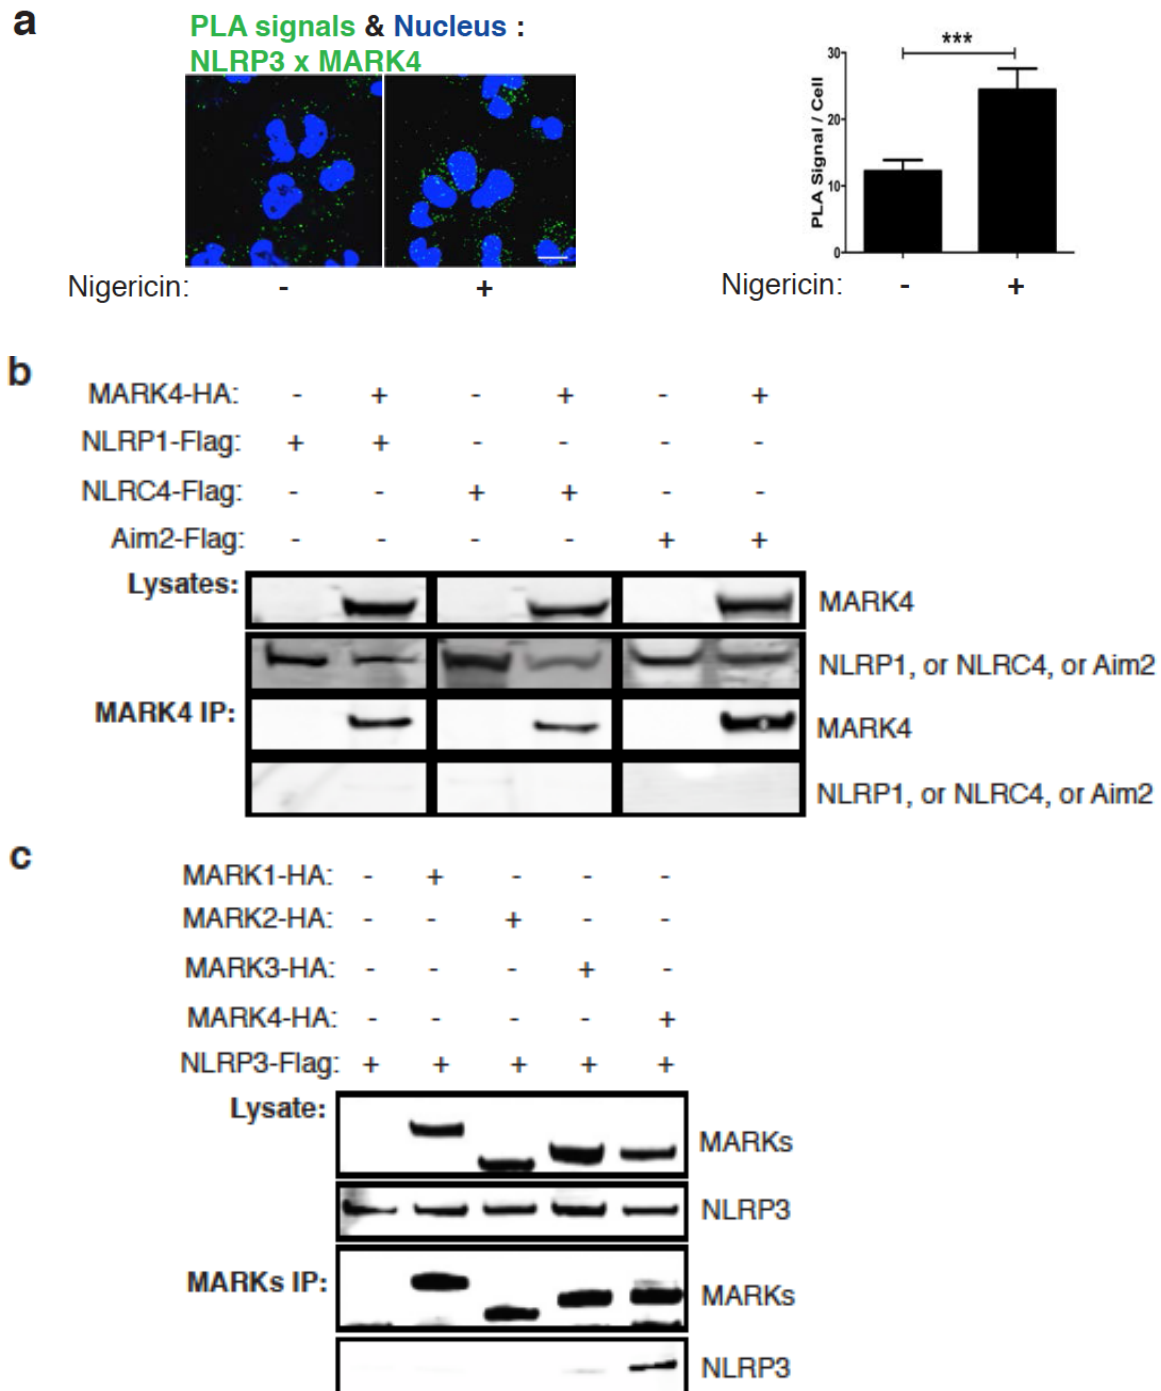 a
PLA signals & Nucleus :
NLRP3 x MARK4
Nigericin: - +
***
30
20
10
0
PLA Signal / Cell
Nigericin: - +
b
MARK4-HA: - + - + - +
NLRP1-Flag: + + - - - -
NLRC4-Flag: - - + + - -
Aim2-Flag: - - - - + +
Lysates:
MARK4
NLRP1, or NLRC4, or Aim2
MARK4 IP:
MARK4
NLRP1, or NLRC4, or Aim2
c
MARK1-HA: - + - - -
MARK2-HA: - - + - -
MARK3-HA: - - - + -
MARK4-HA: - - - - +
NLRP3-Flag: + + + + +
Lysate:
MARKs
NLRP3
MARKs IP:
MARKs
NLRP3